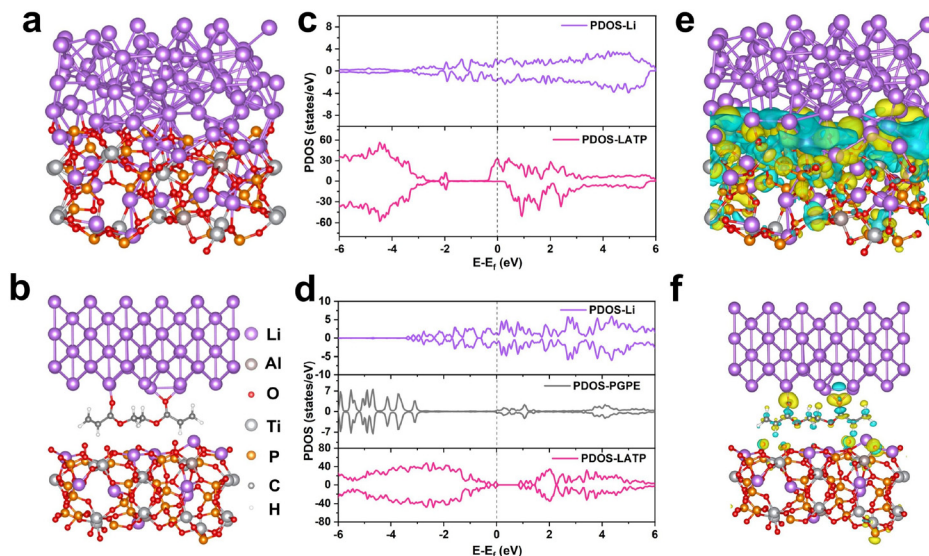 a
b
Li
Al
O
Ti
P
C
H
c
PDOS-Li
8
4
0
-4
-8
PDOS-LATP
60
30
0
-30
-60
PDOS (states/eV)
-6
-4
-2
0
2
4
6
E-Ef (eV)
d
PDOS-Li
10
5
0
-5
-10
PDOS-PGPE
7
0
-7
PDOS-LATP
80
40
0
-40
-80
PDOS (states/eV)
-6
-4
-2
0
2
4
6
E-Ef (eV)
e
f